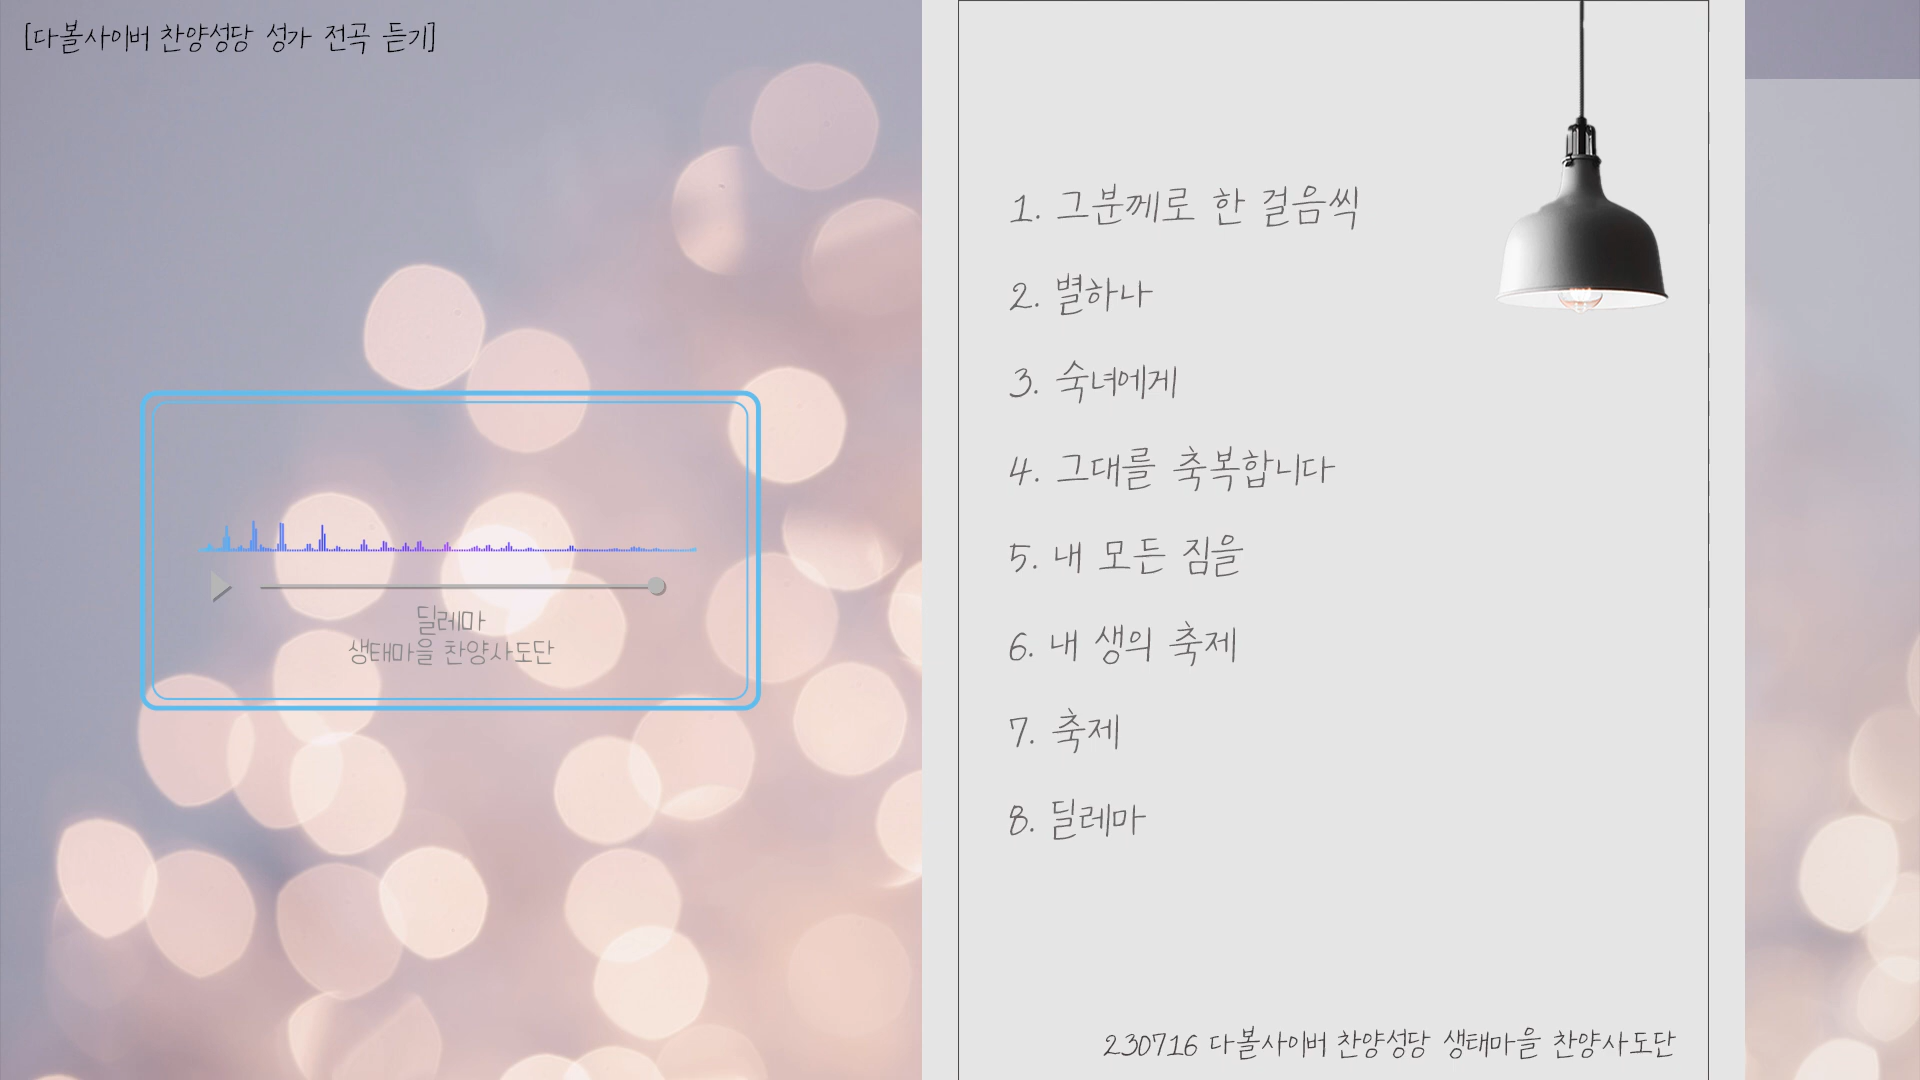 [다볼사이버 찬양성당 성가 전곡 듣기]
딜레마
생태마을 찬양사도단
1. 그분께로 한 걸음씩
2. 별하나
3. 숙녀에게
4. 그대를 축복합니다
5. 내 모든 짐을
6. 내 생의 축제
7. 축제
8. 딜레마
230716 다볼사이버 찬양성당 생태마을 찬양사도단